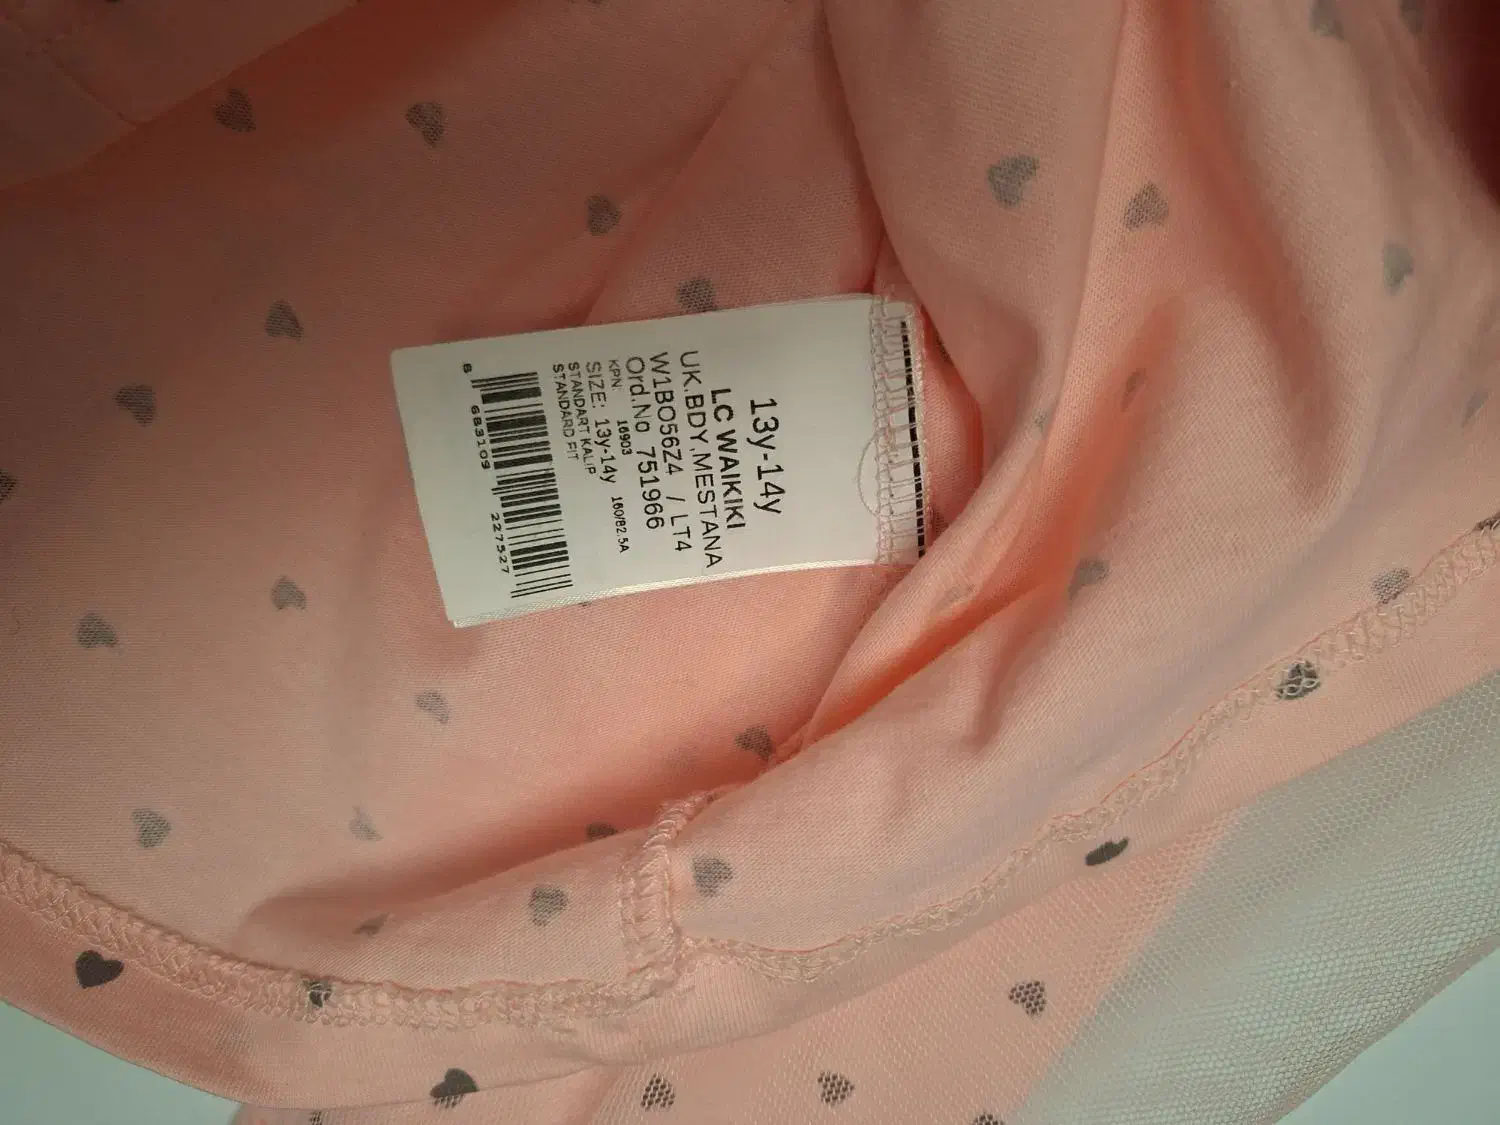 13y-14y
LC WAIKIKI
UK.BDY,MESTANA
W1BO56Z4 / LT4
Ord.No 751966
KPN: 16903
SIZE: 13y-14y 160/82.5A
STANDART KALIP
STANDARD FIT
8 683109 227527